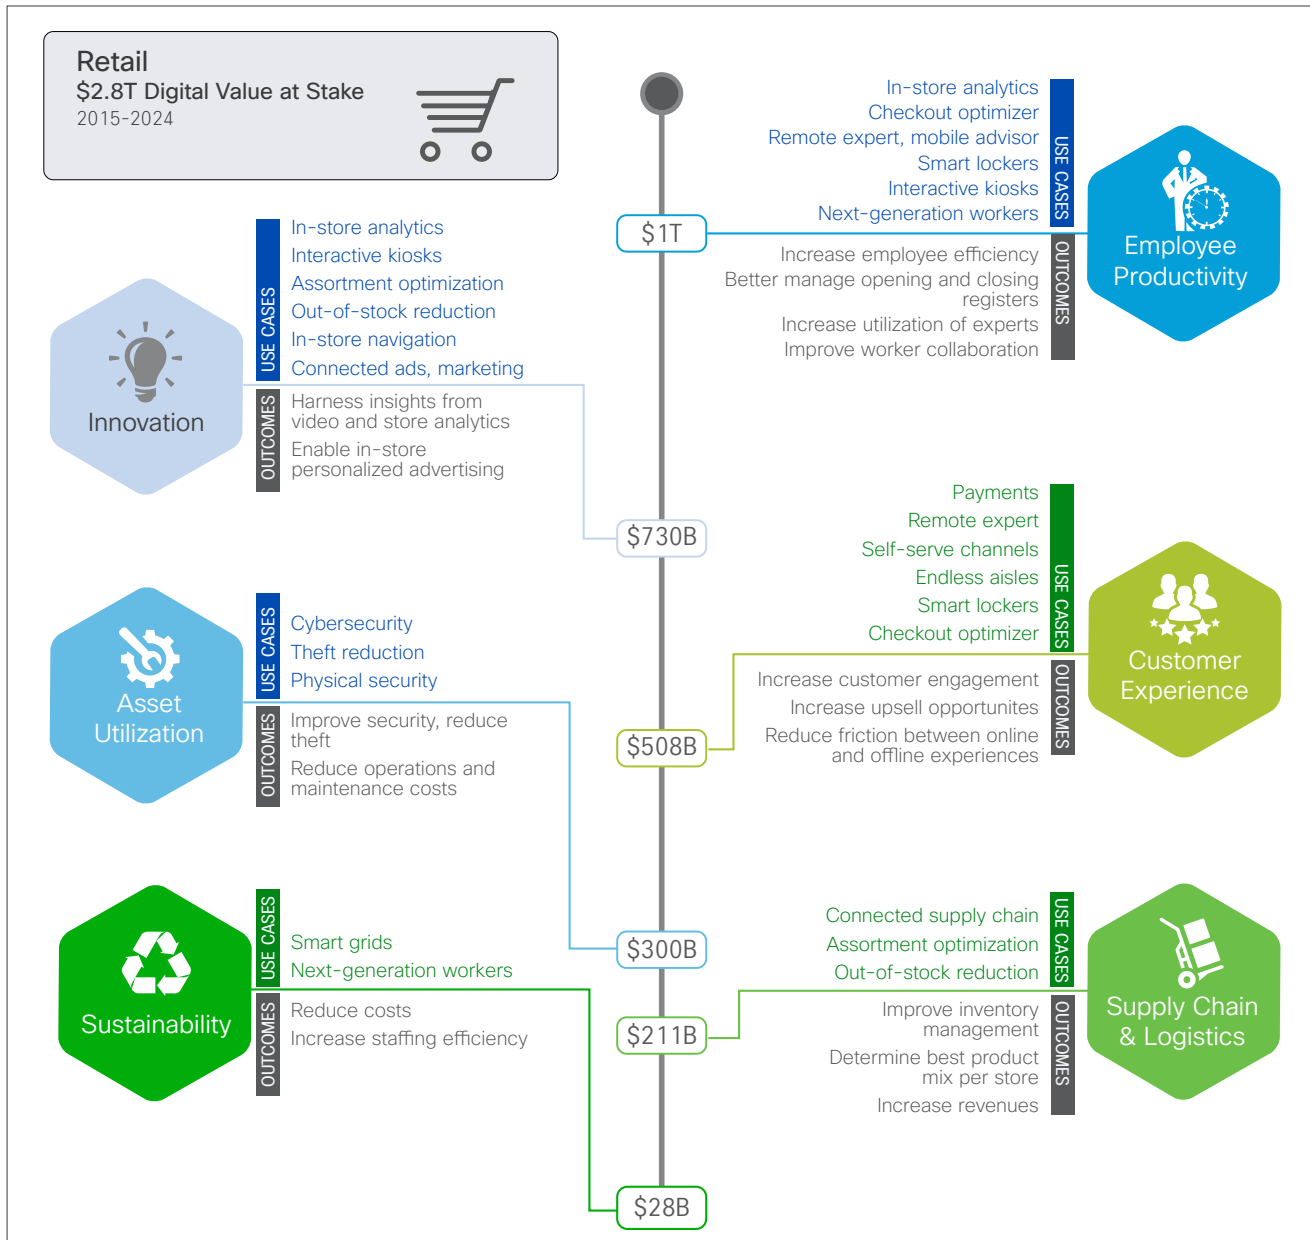 Retail
$2.8T Digital Value at Stake
2015-2024
In-store analytics
Checkout optimizer
Remote expert, mobile advisor
Smart lockers
Interactive kiosks
Next-generation workers
USE CASES
$1T
Increase employee efficiency
Better manage opening and closing
registers
Increase utilization of experts
Improve worker collaboration
OUTCOMES
Employee
Productivity
In-store analytics
Interactive kiosks
Assortment optimization
Out-of-stock reduction
In-store navigation
Connected ads, marketing
USE CASES
Harness insights from
video and store analytics
Enable in-store
personalized advertising
OUTCOMES
Innovation
$730B
Payments
Remote expert
Self-serve channels
Endless aisles
Smart lockers
Checkout optimizer
USE CASES
Increase customer engagement
Increase upsell opportunites
Reduce friction between online
and offline experiences
OUTCOMES
Customer
Experience
$508B
Cybersecurity
Theft reduction
Physical security
USE CASES
Improve security, reduce
theft
Reduce operations and
maintenance costs
OUTCOMES
Asset
Utilization
$300B
Connected supply chain
Assortment optimization
Out-of-stock reduction
USE CASES
Improve inventory
management
Determine best product
mix per store
Increase revenues
OUTCOMES
Supply Chain
& Logistics
$211B
Smart grids
Next-generation workers
USE CASES
Reduce costs
Increase staffing efficiency
OUTCOMES
Sustainability
$28B